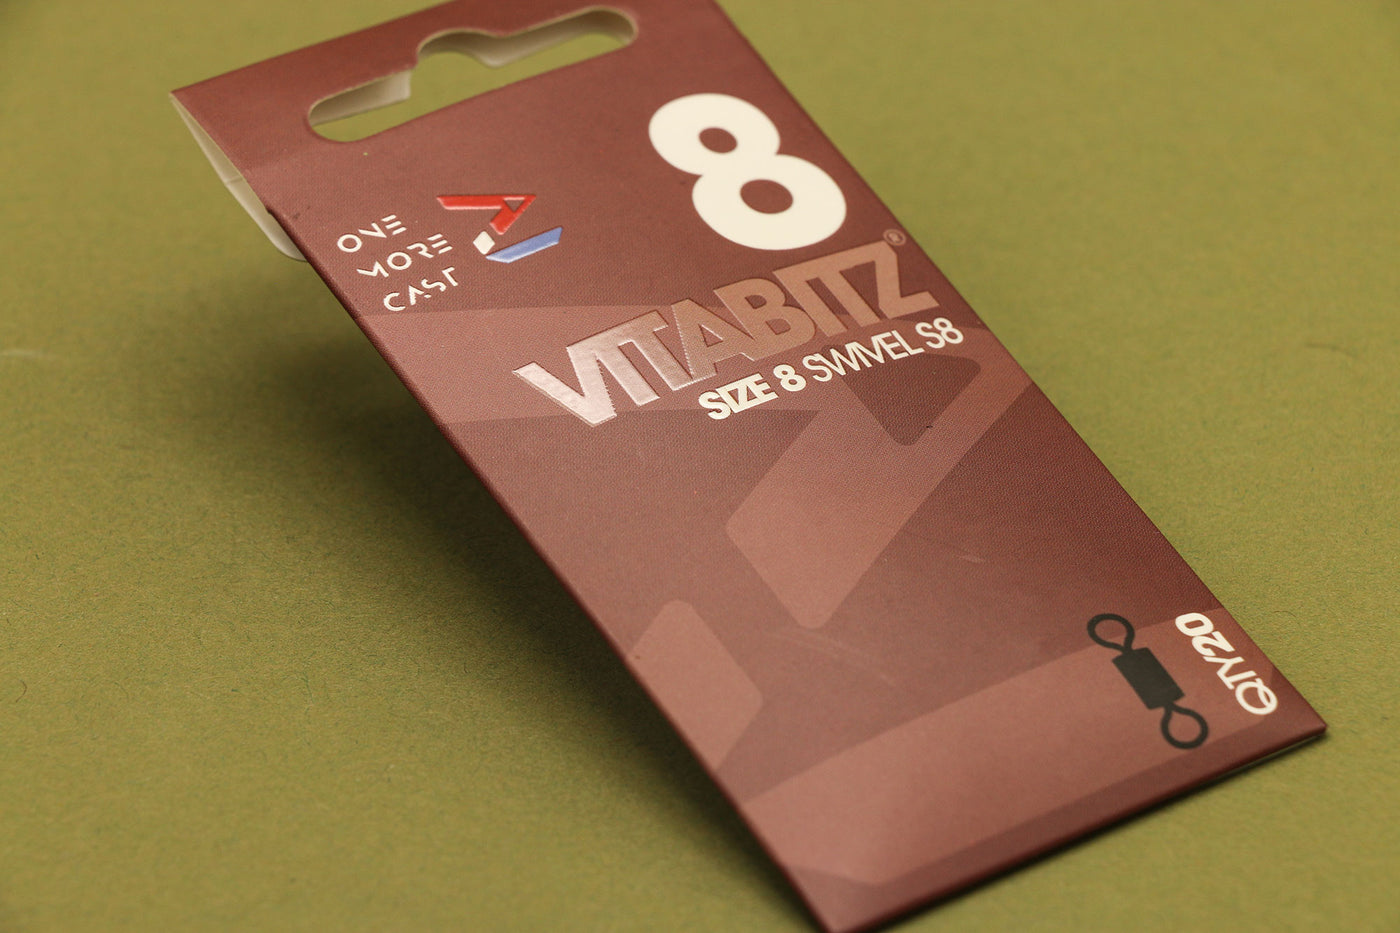 8
ONE
MORE
CAST
VITABITZ®
SIZE 8 SWIVEL S8
QTY20